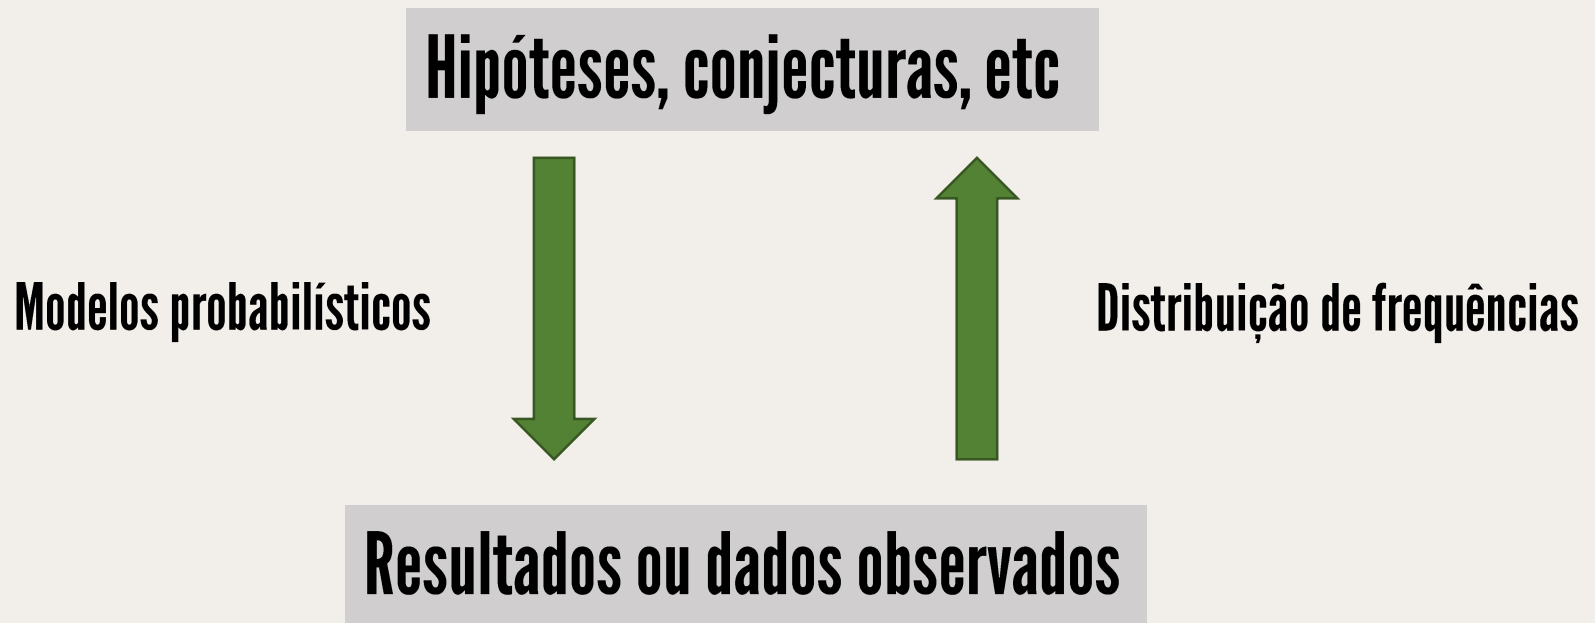 Hipóteses, conjecturas, etc
Modelos probabilísticos
Distribuição de frequências
Resultados ou dados observados